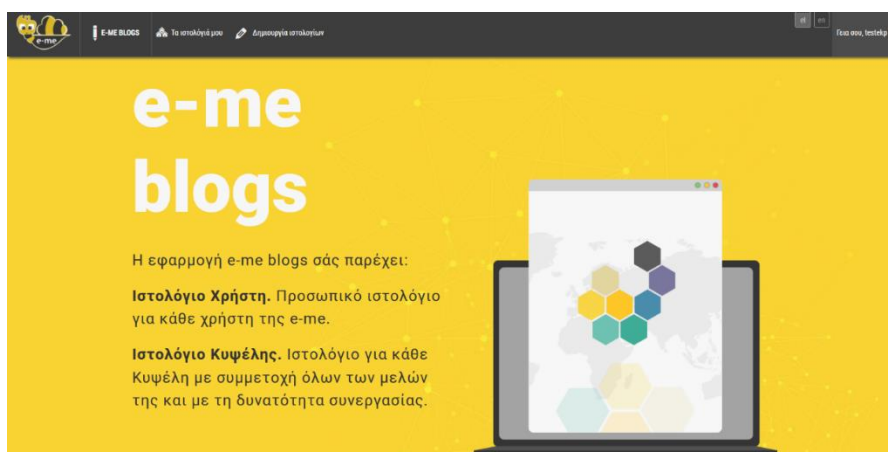 e-me
E-ME BLOGS
Τα ιστολόγιά μου
Δημιουργία ιστολογίων
el
en
Γεια σου, testekp
e-me
blogs
Η εφαρμογή e-me blogs σάς παρέχει:
Ιστολόγιο Χρήστη. Προσωπικό ιστολόγιο
για κάθε χρήστη της e-me.
Ιστολόγιο Κυψέλης. Ιστολόγιο για κάθε
Κυψέλη με συμμετοχή όλων των μελών
της και με τη δυνατότητα συνεργασίας.